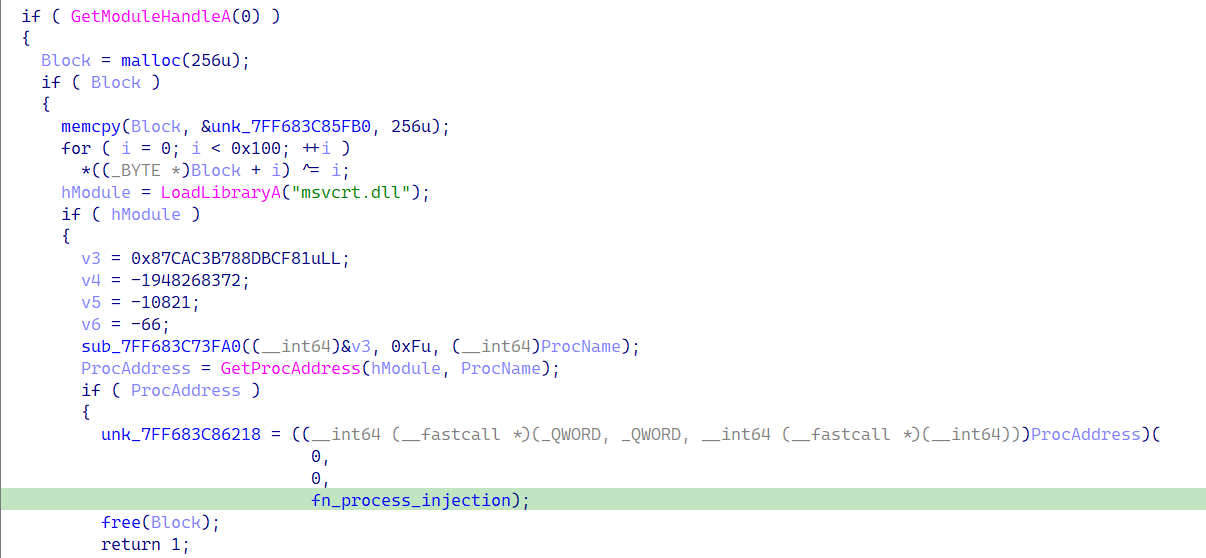 if ( GetModuleHandleA(0) )
{
Block = malloc(256u);
if ( Block )
{
memcpy(Block, &unk_7FF683C85FB0, 256u);
for ( i = 0; i < 0x100; ++i )
*((_BYTE *)Block + i) ^= i;
hModule = LoadLibraryA("msvcrt.dll");
if ( hModule )
{
v3 = 0x87CAC3B788DBCF81uLL;
v4 = -1948268372;
v5 = -10821;
v6 = -66;
sub_7FF683C73FA0((__int64)&v3, 0xFu, (__int64)ProcName);
ProcAddress = GetProcAddress(hModule, ProcName);
if ( ProcAddress )
{
unk_7FF683C86218 = ((__int64 (__fastcall *)(_QWORD, _QWORD, __int64 (__fastcall *)(__int64)))ProcAddress)(
0,
0,
fn_process_injection);
free(Block);
return 1;